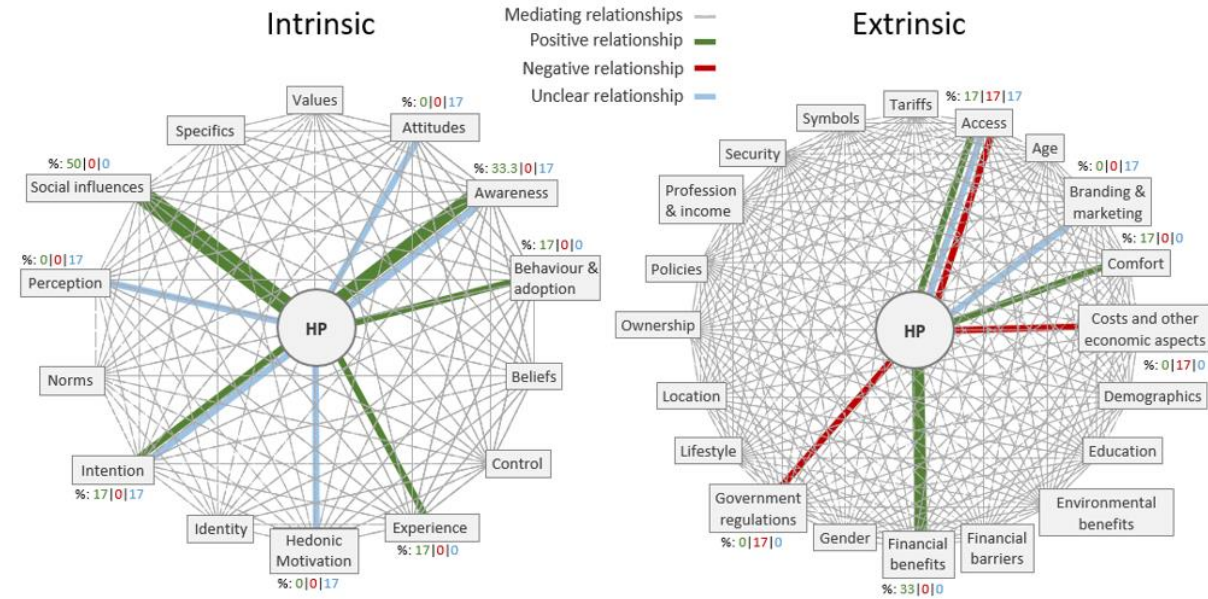 Intrinsic
Mediating relationships
Positive relationship
Negative relationship
Unclear relationship
Extrinsic
Values
%: 0|0|17
Attitudes
Specifics
%: 50|0|0
Social influences
%: 33.3|0|17
Awareness
%: 0|0|17
Perception
%: 17|0|0
Behaviour &
adoption
HP
Norms
Beliefs
Intention
%: 17|0|17
Control
Identity
Hedonic
Motivation
%: 0|0|17
Experience
%: 17|0|0
Tariffs
%: 17|17|17
Access
Symbols
Age
Security
%: 0|0|17
Branding &
marketing
Profession
& income
%: 17|0|0
Comfort
Policies
Ownership
HP
Costs and other
economic aspects
%: 0|17|0
Location
Demographics
Lifestyle
Education
Government
regulations
%: 0|17|0
Environmental
benefits
Gender
Financial
benefits
%: 33|0|0
Financial
barriers